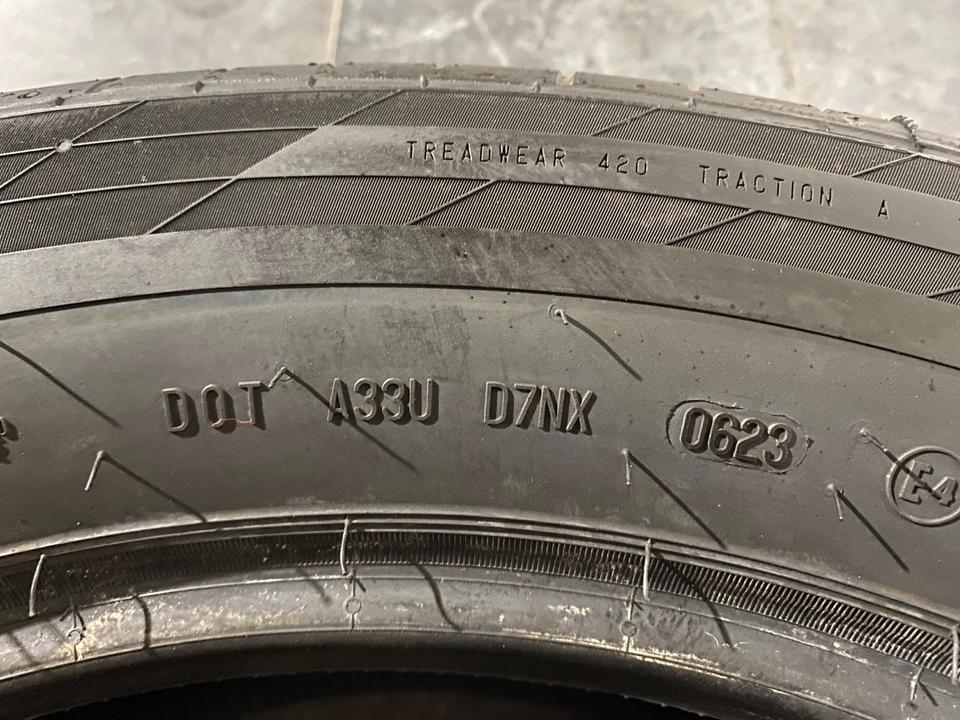 TREADWEAR 420 TRACTION A
DOT A33U D7NX 0623 E4